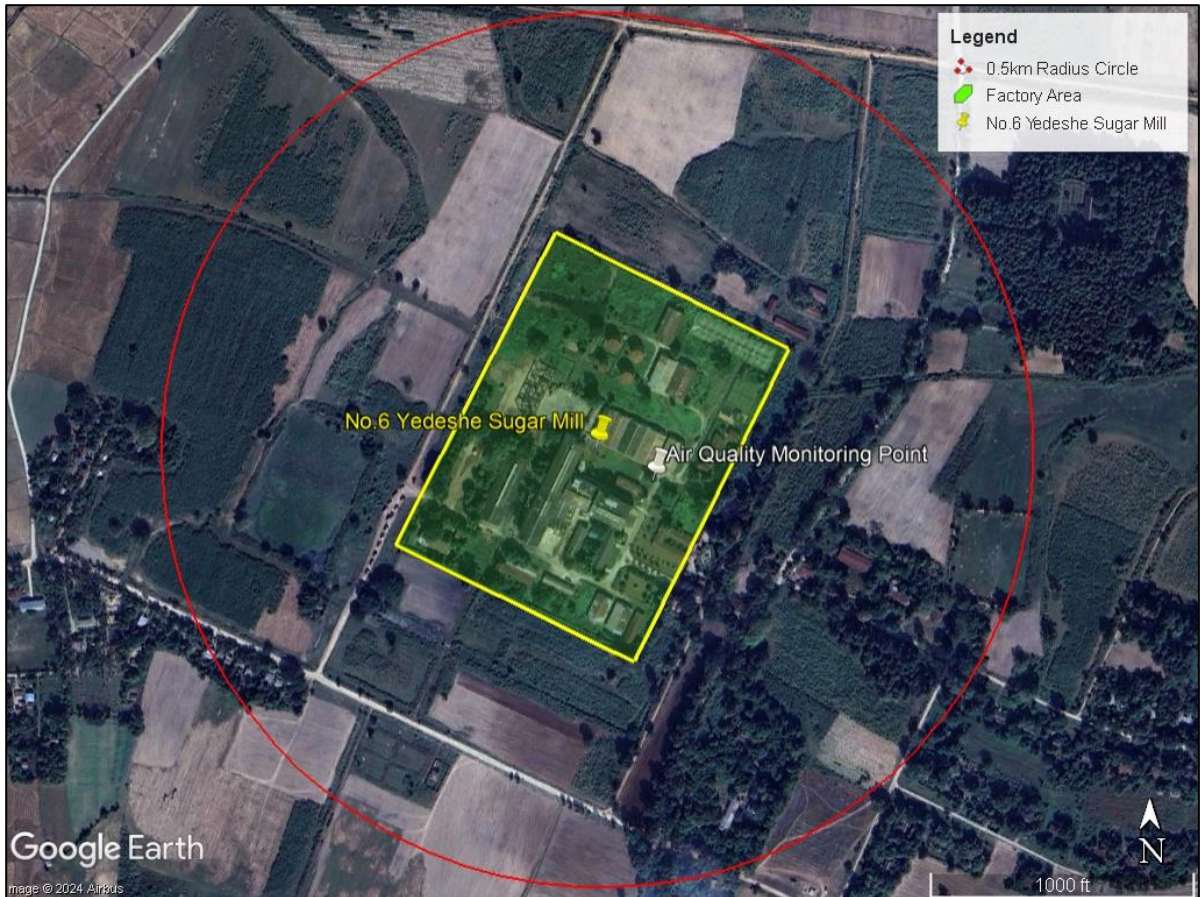 Legend
0.5km Radius Circle
Factory Area
No.6 Yedeshe Sugar Mill
No.6 Yedeshe Sugar Mill
Air Quality Monitoring Point
N
Google Earth
mage © 2024 Airbus
1000 ft